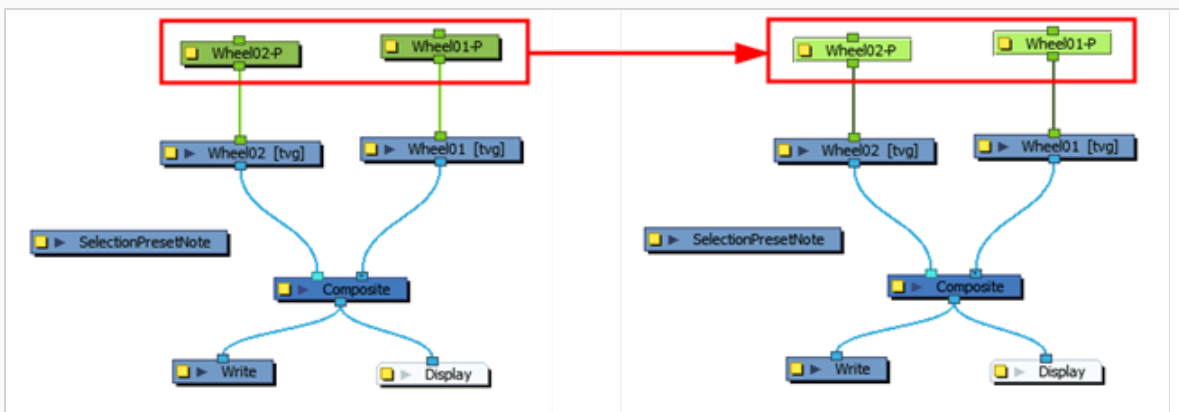 Wheel02-P
Wheel01-P
Wheel02 [tvg]
Wheel01 [tvg]
SelectionPresetNote
Composite
Write
Display
Wheel02-P
Wheel01-P
Wheel02 [tvg]
Wheel01 [tvg]
SelectionPresetNote
Composite
Write
Display